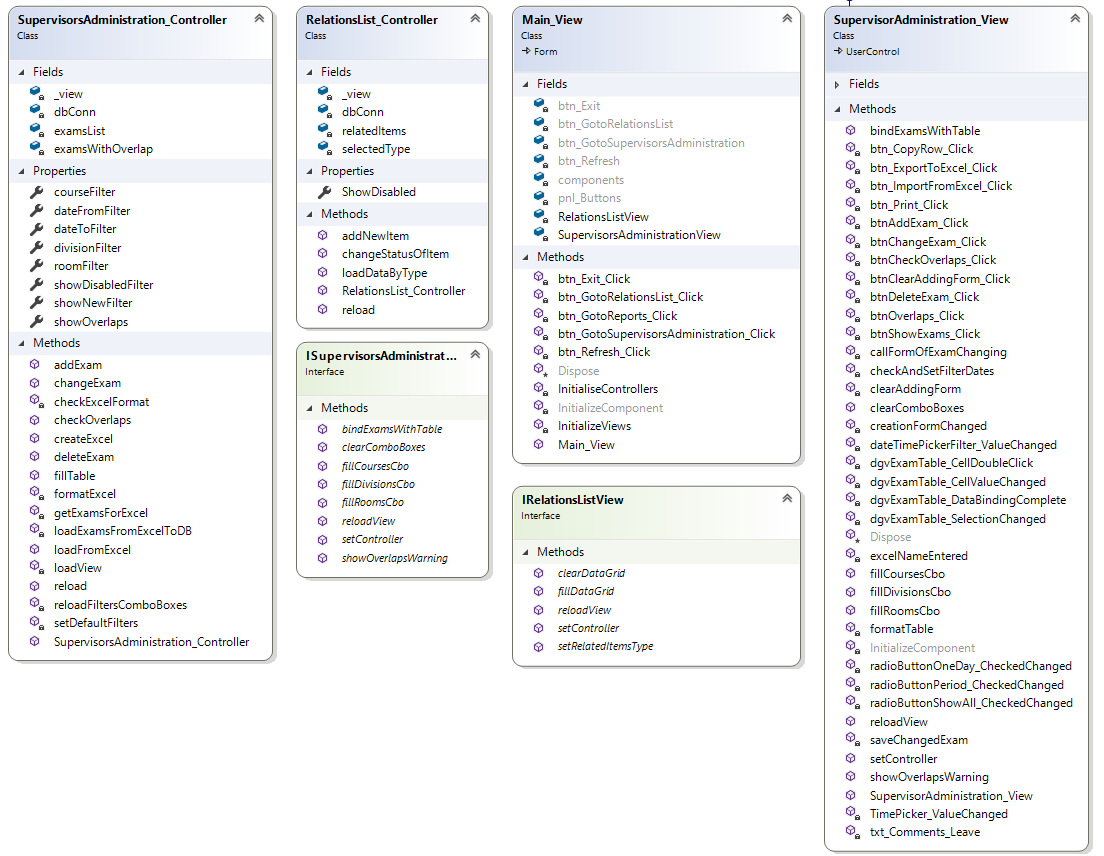 SupervisorsAdministration_Controller
Class
Fields
_view
dbConn
examsList
examsWithOverlap
Properties
courseFilter
dateFromFilter
dateToFilter
divisionFilter
roomFilter
showDisabledFilter
showNewFilter
showOverlaps
Methods
addExam
changeExam
checkExcelFormat
checkOverlaps
createExcel
deleteExam
fillTable
formatExcel
getExamsForExcel
loadExamsFromExcelToDB
loadFromExcel
loadView
reload
reloadFiltersComboBoxes
setDefaultFilters
SupervisorsAdministration_Controller
RelationsList_Controller
Class
Fields
_view
dbConn
relatedItems
selectedType
Properties
ShowDisabled
Methods
addNewItem
changeStatusOfItem
loadDataByType
RelationsList_Controller
reload
ISupervisorsAdministrat...
Interface
Methods
bindExamsWithTable
clearComboBoxes
fillCoursesCbo
fillDivisionsCbo
fillRoomsCbo
reloadView
setController
showOverlapsWarning
Main_View
Class
Form
Fields
btn_Exit
btn_GotoRelationsList
btn_GotoSupervisorsAdministration
btn_Refresh
components
pnl_Buttons
RelationsListView
SupervisorsAdministrationView
Methods
btn_Exit_Click
btn_GotoRelationsList_Click
btn_GotoReports_Click
btn_GotoSupervisorsAdministration_Click
btn_Refresh_Click
Dispose
InitialiseControllers
InitializeComponent
InitializeViews
Main_View
IRelationsListView
Interface
Methods
clearDataGrid
fillDataGrid
reloadView
setController
setRelatedItemsType
SupervisorAdministration_View
Class
UserControl
Fields
Methods
bindExamsWithTable
btn_CopyRow_Click
btn_ExportToExcel_Click
btn_ImportFromExcel_Click
btn_Print_Click
btnAddExam_Click
btnChangeExam_Click
btnCheckOverlaps_Click
btnClearAddingForm_Click
btnDeleteExam_Click
btnOverlaps_Click
btnShowExams_Click
callFormOfExamChanging
checkAndSetFilterDates
clearAddingForm
clearComboBoxes
creationFormChanged
dateTimePickerFilter_ValueChanged
dgvExamTable_CellDoubleClick
dgvExamTable_CellValueChanged
dgvExamTable_DataBindingComplete
dgvExamTable_SelectionChanged
Dispose
excelNameEntered
fillCoursesCbo
fillDivisionsCbo
fillRoomsCbo
formatTable
InitializeComponent
radioButtonOneDay_CheckedChanged
radioButtonPeriod_CheckedChanged
radioButtonShowAll_CheckedChanged
reloadView
saveChangedExam
setController
showOverlapsWarning
SupervisorAdministration_View
TimePicker_ValueChanged
txt_Comments_Leave